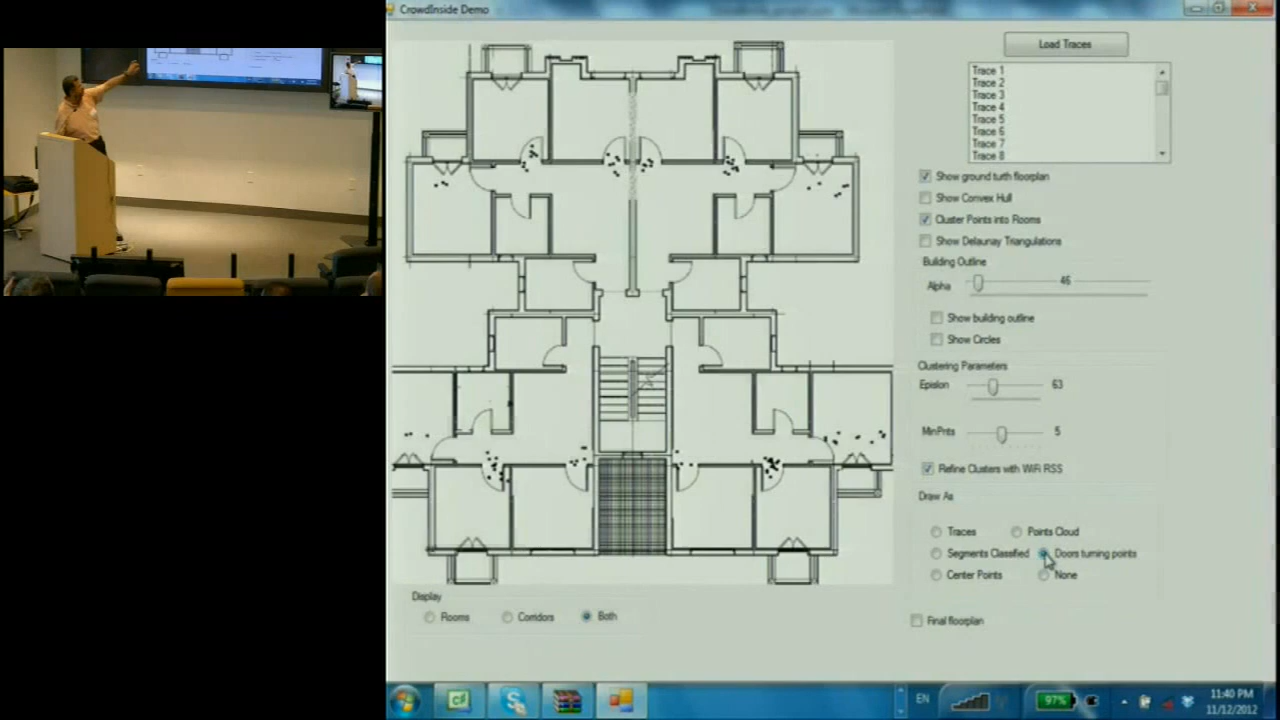 CrowdInside Demo
Load Traces
Trace 1
Trace 2
Trace 3
Trace 4
Trace 5
Trace 6
Trace 7
Trace 8
Show ground turth floorplan
Show Convex Hull
Cluster Points into Rooms
Show Delaunay Triangulations
Building Outline
Alpha
46
Show building outline
Show Circles
Clustering Parameters
Epislon
63
MinPnts
5
Refine Clusters with WiFi RSS
Draw As
Traces
Points Cloud
Segments Classified
Doors turning points
Center Points
None
Display
Rooms
Corridors
Both
Final floorplan
EN
97%
11:40 PM
11/12/2012